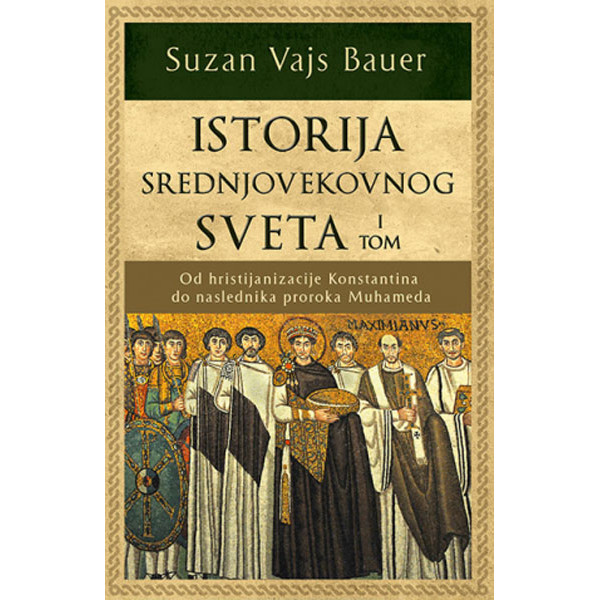 Suzan Vajs Bauer
ISTORIJA
SREDNJOVEKOVNOG
SVETA I TOM
Od hristijanizacije Konstantina
do naslednika proroka Muhameda
MAXIMIANVS